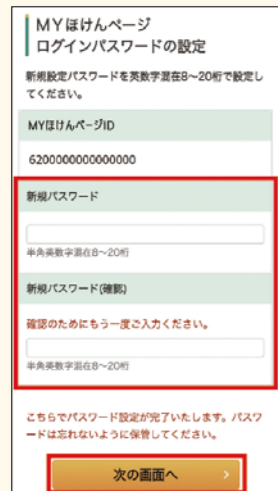 MYほけんページ
ログインパスワードの設定
新規設定パスワードを英数字混在8～20桁で設定し
てください。
MYほけんページID
6200000000000000
新規パスワード
半角英数字混在8～20桁
新規パスワード(確認)
確認のためにもう一度ご入力ください。
半角英数字混在8～20桁
こちらでパスワード設定が完了いたします。パスワ
ードは忘れないように保管してください。
次の画面へ